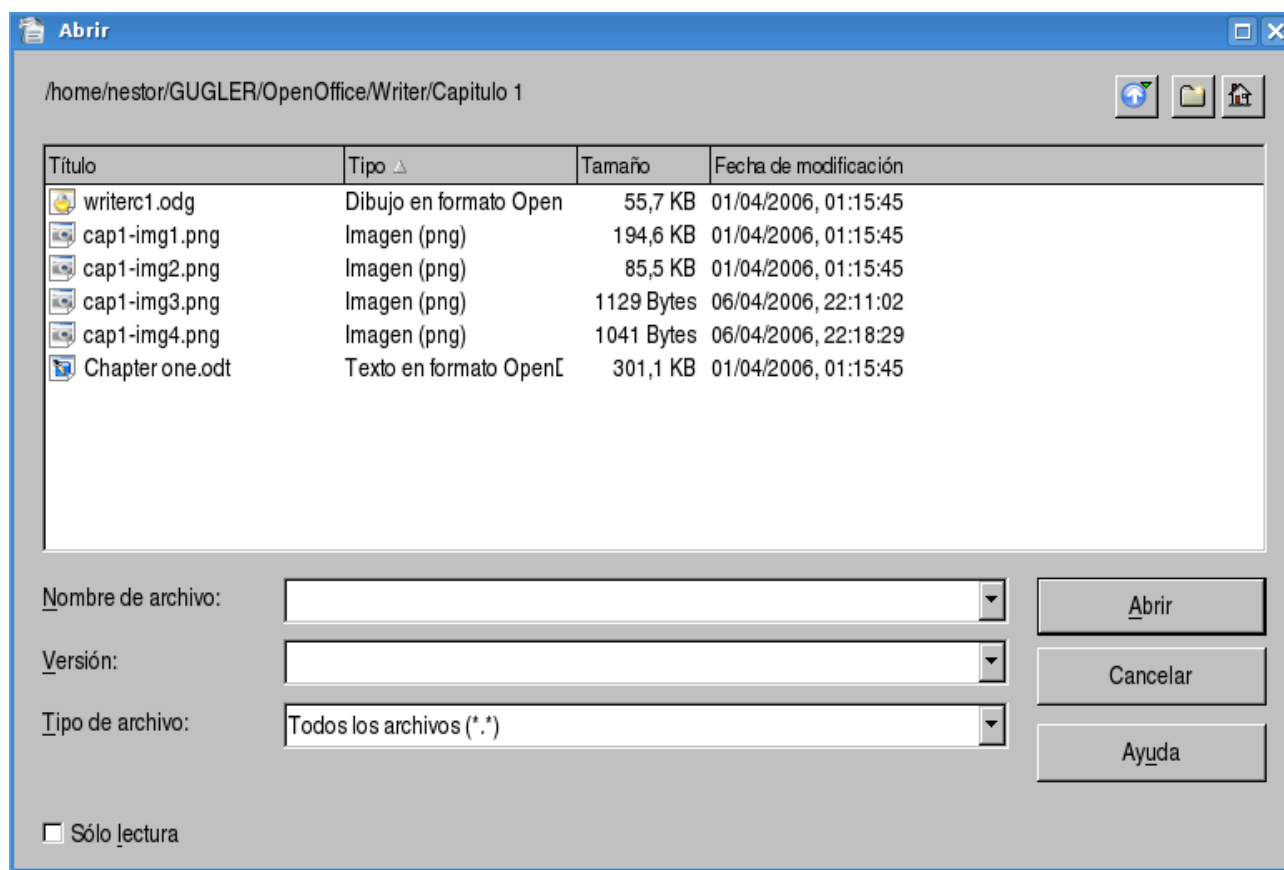 Abrir
/home/nestor/GUGLER/OpenOffice/Writer/Capitulo 1
Título Tipo Tamaño Fecha de modificación
writerc1.odg Dibujo en formato Open 55,7 KB 01/04/2006, 01:15:45
cap1-img1.png Imagen (png) 194,6 KB 01/04/2006, 01:15:45
cap1-img2.png Imagen (png) 85,5 KB 01/04/2006, 01:15:45
cap1-img3.png Imagen (png) 1129 Bytes 06/04/2006, 22:11:02
cap1-img4.png Imagen (png) 1041 Bytes 06/04/2006, 22:18:29
Chapter one.odt Texto en formato Open 301,1 KB 01/04/2006, 01:15:45
Nombre de archivo: Abrir
Versión: Cancelar
Tipo de archivo: Todos los archivos (*.*) Ayuda
Sólo lectura